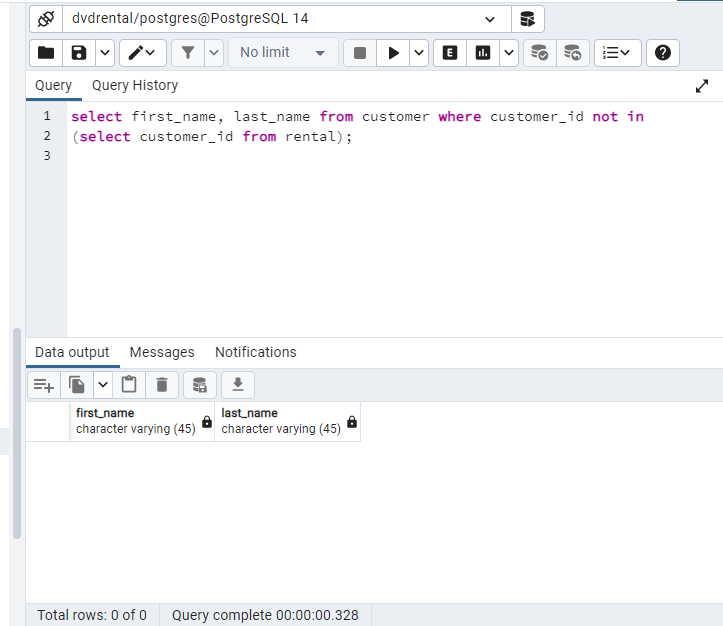 dvdrental/postgres@PostgreSQL 14
No limit
E
Query Query History
1 select first_name, last_name from customer where customer_id not in
2 (select customer_id from rental);
3
Data output Messages Notifications
first_name last_name
character varying (45) character varying (45)
Total rows: 0 of 0 Query complete 00:00:00.328